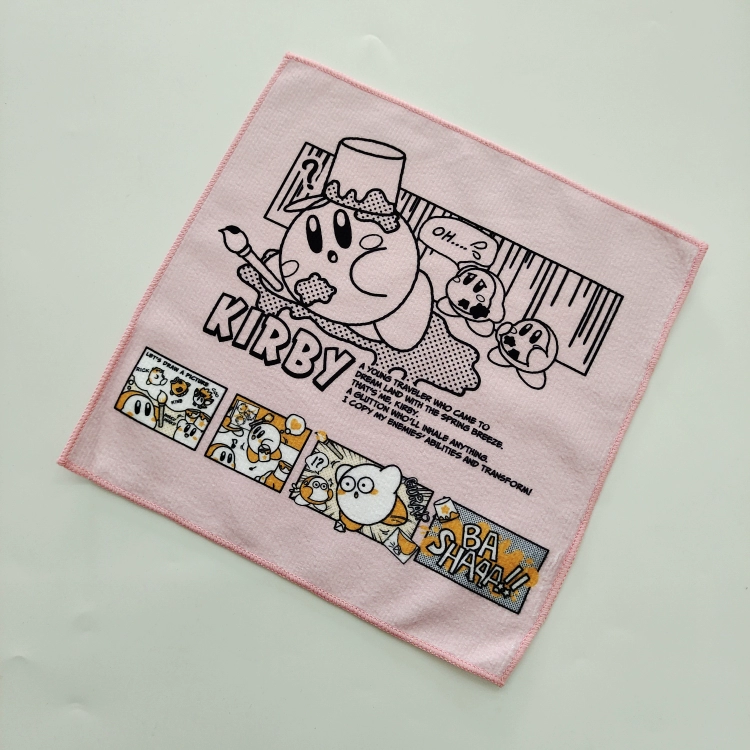 ?
OH....
KIRBY
A YOUNG TRAVELER WHO CAME TO
DREAM LAND WITH THE SPRING BREEZE.
THAT'S ME, KIRBY.
A GLUTTON WHO'LL INHALE ANYTHING.
I COPY MY ENEMIES' ABILITIES AND TRANSFORM!
LET'S DRAW A PICTURE
?
BA
SHAAA!!